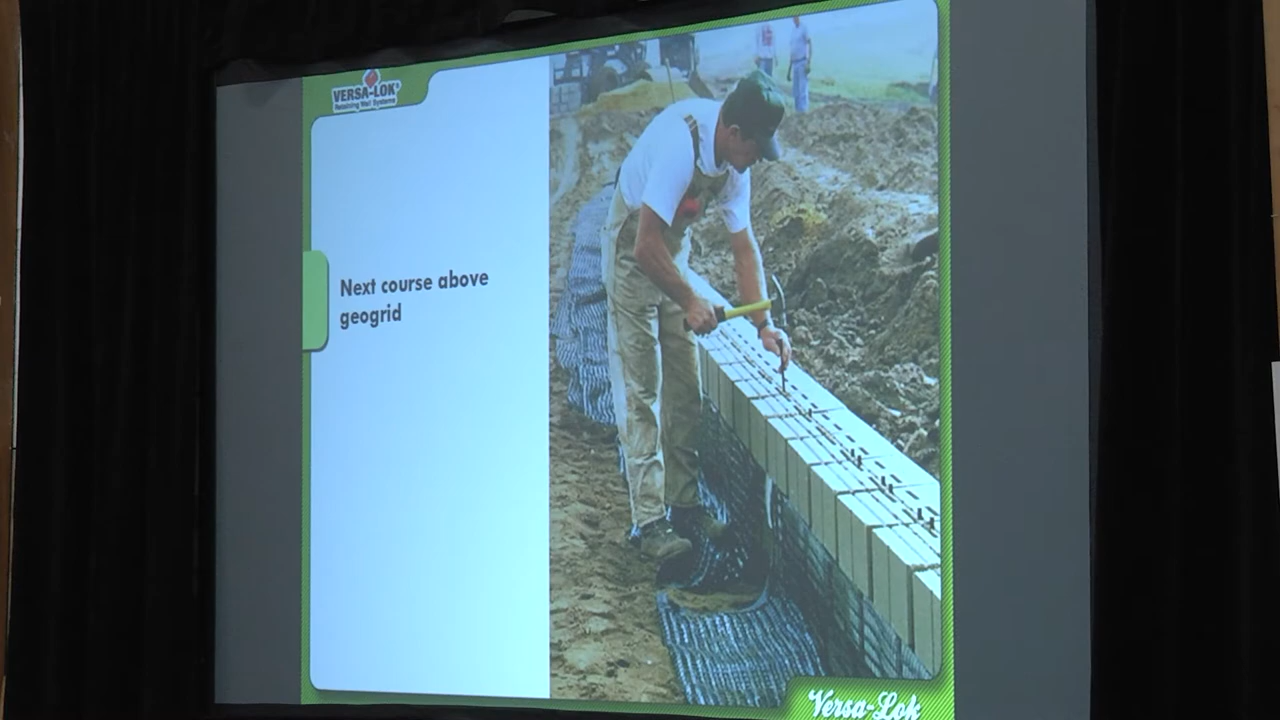 VERSA-LOK®
Retaining Wall Systems
Next course above
geogrid
Versa-Lok